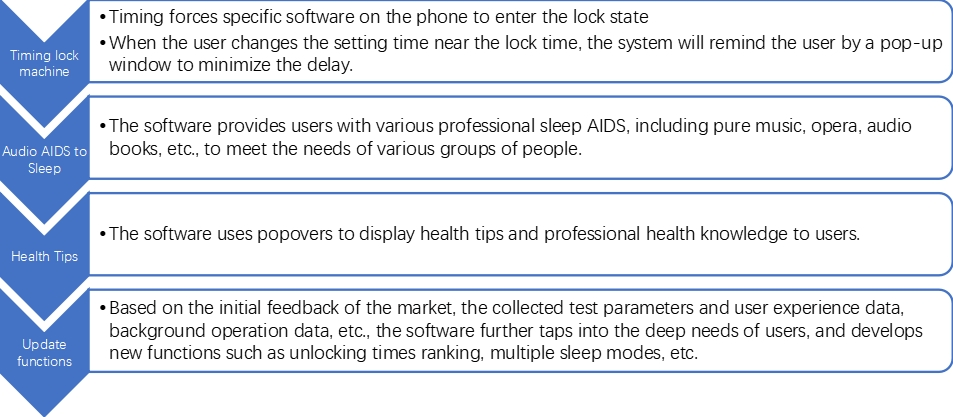 Timing lock
machine
• Timing forces specific software on the phone to enter the lock state
• When the user changes the setting time near the lock time, the system will remind the user by a pop-up
window to minimize the delay.
Audio AIDS to
Sleep
• The software provides users with various professional sleep AIDS, including pure music, opera, audio
books, etc., to meet the needs of various groups of people.
Health Tips
• The software uses popovers to display health tips and professional health knowledge to users.
Update
functions
• Based on the initial feedback of the market, the collected test parameters and user experience data,
background operation data, etc., the software further taps into the deep needs of users, and develops
new functions such as unlocking times ranking, multiple sleep modes, etc.